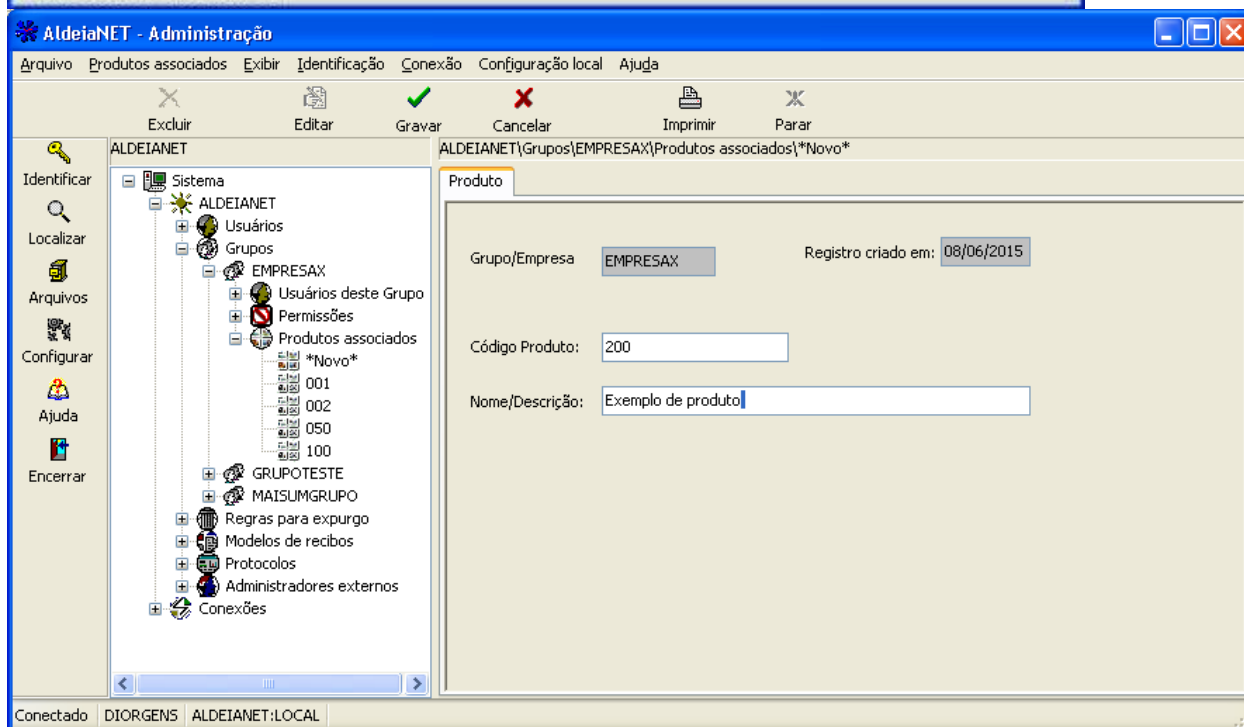 AldeiaNET - Administração
Arquivo Produtos associados Exibir Identificação Conexão Configuração local Ajuda
Excluir Editar Gravar Cancelar Imprimir Parar
Identificar
Localizar
Arquivos
Configurar
Ajuda
Encerrar
ALDEIANET
Sistema
ALDEIANET
Usuários
Grupos
EMPRESAX
Usuários deste Grupo
Permissões
Produtos associados
*Novo*
001
002
050
100
GRUPOTESTE
MAISUMGRUPO
Regras para expurgo
Modelos de recibos
Protocolos
Administradores externos
Conexões
ALDEIANET\Grupos\EMPRESAX\Produtos associados\*Novo*
Produto
Grupo/Empresa EMPRESAX Registro criado em: 08/06/2015
Código Produto: 200
Nome/Descrição: Exemplo de produto
Conectado DIORGENS ALDEIANET:LOCAL